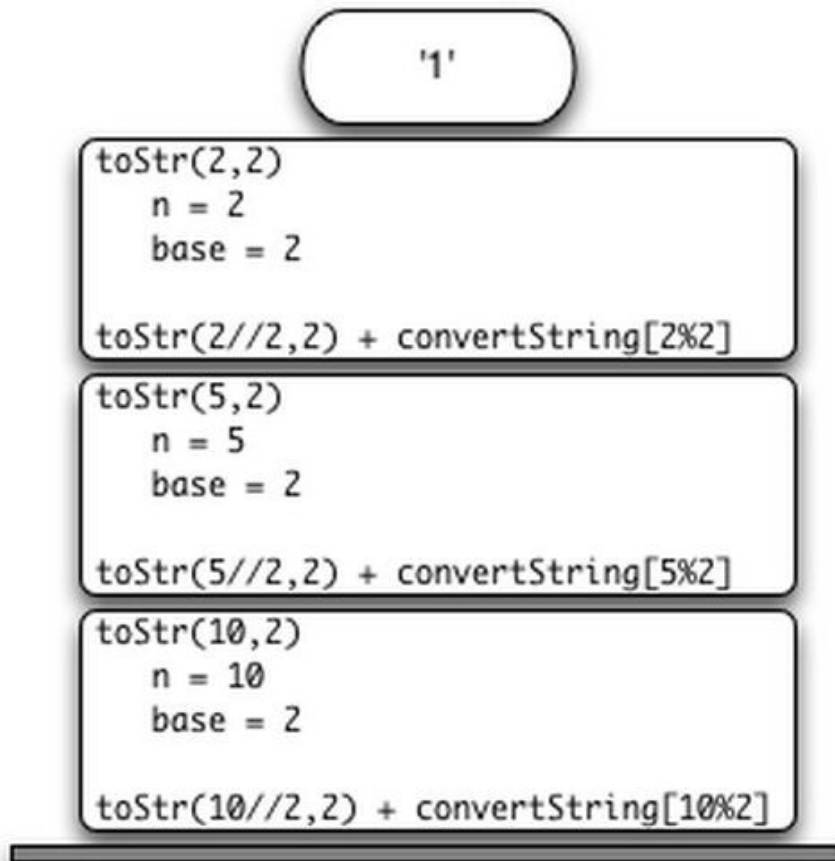 '1'
toStr(2,2)
n = 2
base = 2
toStr(2//2,2) + convertString[2%2]
toStr(5,2)
n = 5
base = 2
toStr(5//2,2) + convertString[5%2]
toStr(10,2)
n = 10
base = 2
toStr(10//2,2) + convertString[10%2]